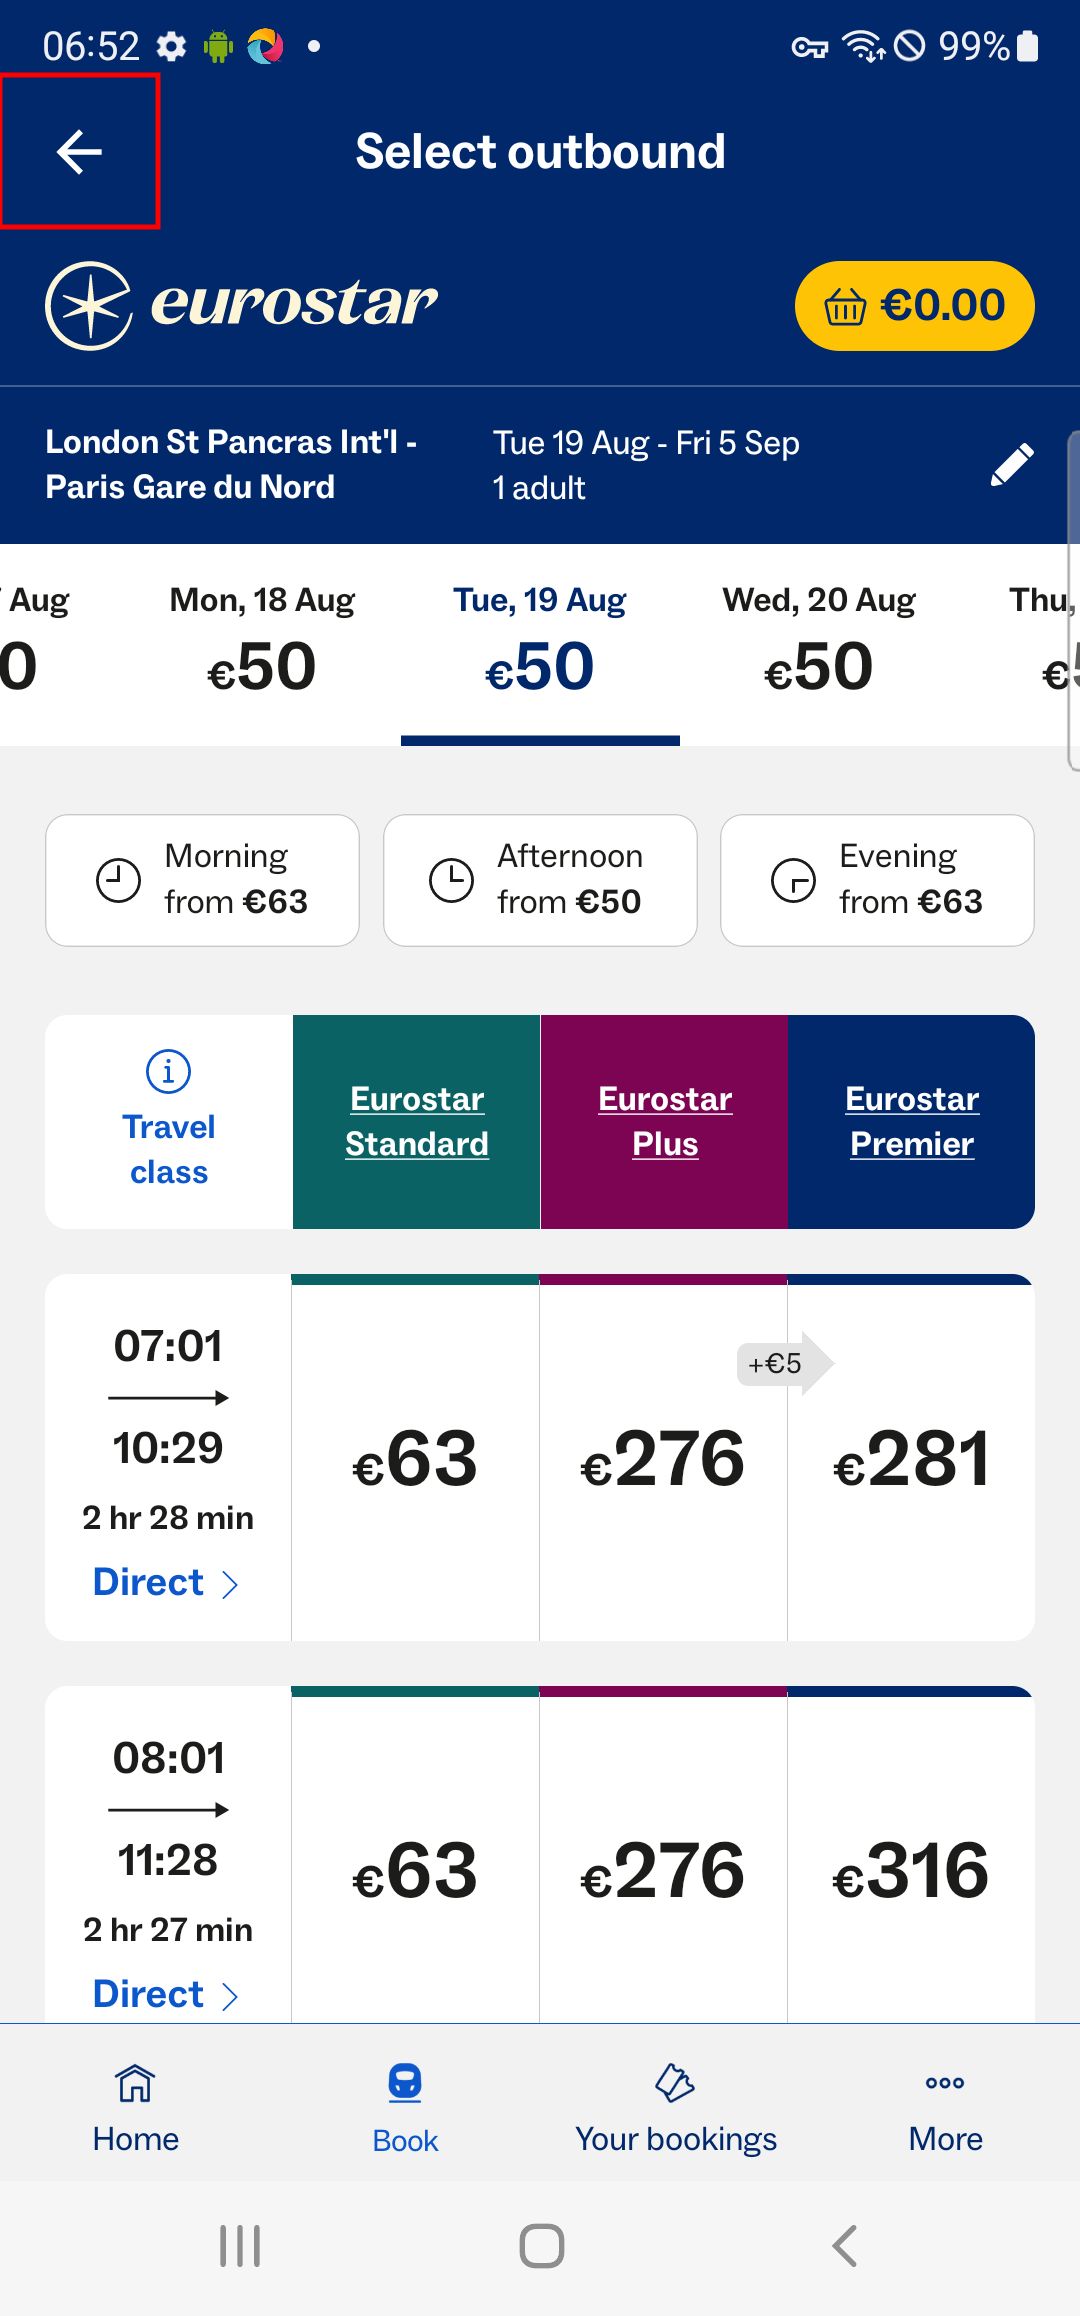 06:52
99%
Select outbound
eurostar
€0.00
London St Pancras Int'l -
Paris Gare du Nord
Tue 19 Aug - Fri 5 Sep
1 adult
Aug
0
Mon, 18 Aug
€50
Tue, 19 Aug
€50
Wed, 20 Aug
€50
Thu,
€5
Morning
from €63
Afternoon
from €50
Evening
from €63
Travel
class
Eurostar
Standard
Eurostar
Plus
Eurostar
Premier
07:01
10:29
2 hr 28 min
Direct
€63
€276
+€5
€281
08:01
11:28
2 hr 27 min
Direct
€63
€276
€316
Home
Book
Your bookings
More